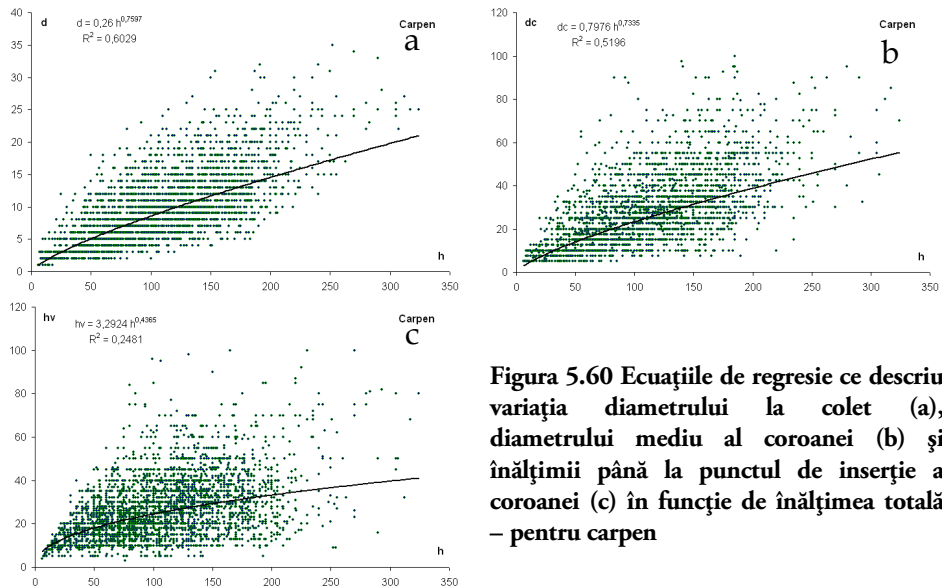 d
d = 0,26 h^0,7597
R² = 0,6029
Carpen
a
40
35
30
25
20
15
10
5
0
h
0 50 100 150 200 250 300 350
dc
dc = 0,7976 h^0,7335
R² = 0,5196
Carpen
b
120
100
80
60
40
20
0
h
0 50 100 150 200 250 300 350
hv
hv = 3,2924 h^0,4365
R² = 0,2481
Carpen
c
120
100
80
60
40
20
0
h
0 50 100 150 200 250 300 350
Figura 5.60 Ecuaţiile de regresie ce descriu
variaţia diametrului la colet (a),
diametrului mediu al coroanei (b) şi
înălţimii până la punctul de inserţie a
coroanei (c) în funcţie de înălţimea totală
– pentru carpen